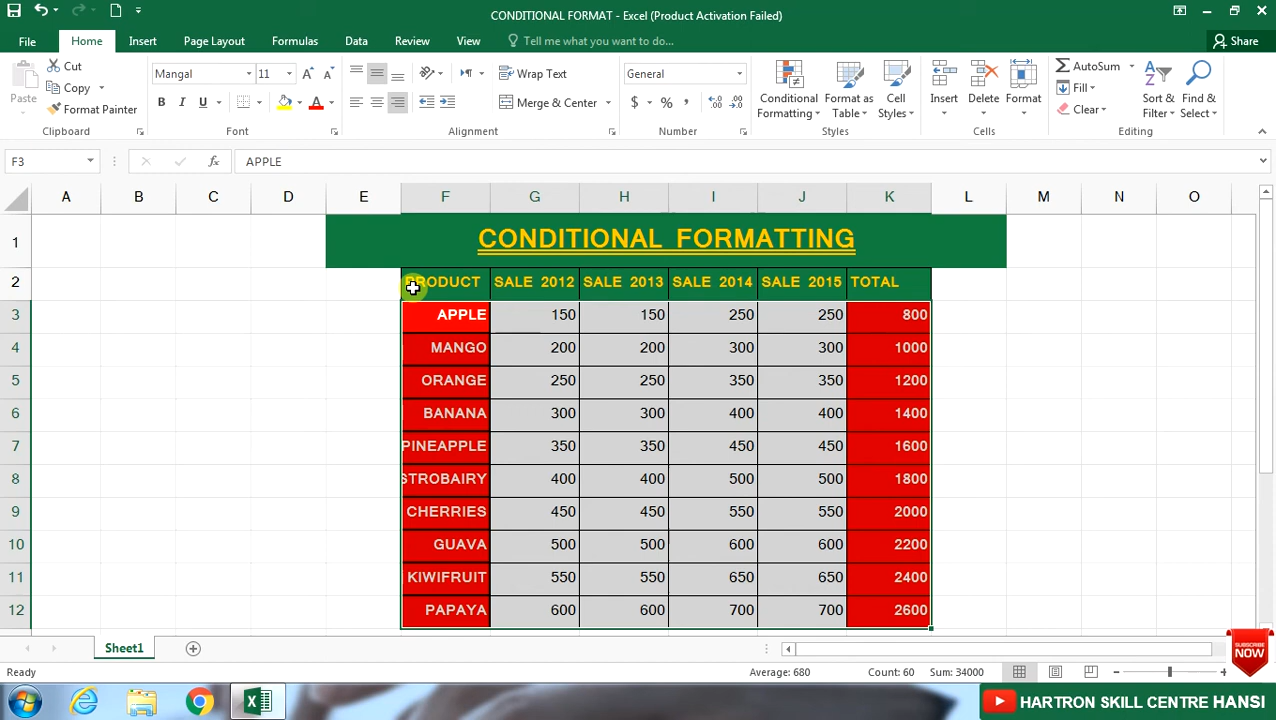 CONDITIONAL FORMAT - Excel (Product Activation Failed)
File Home Insert Page Layout Formulas Data Review View Tell me what you want to do... Share
Paste Cut Copy Format Painter Clipboard
Mangal 11 B I U A Font
Wrap Text Merge & Center Alignment
General $ % , Number
Conditional Formatting Format as Table Cell Styles Styles
Insert Delete Format Cells
AutoSum Fill Clear Sort & Filter Find & Select Editing
F3 fx APPLE
A B C D E F G H I J K L M N O
1 CONDITIONAL FORMATTING
2 PRODUCT SALE 2012 SALE 2013 SALE 2014 SALE 2015 TOTAL
3 APPLE 150 150 250 250 800
4 MANGO 200 200 300 300 1000
5 ORANGE 250 250 350 350 1200
6 BANANA 300 300 400 400 1400
7 PINEAPPLE 350 350 450 450 1600
8 STROBAIRY 400 400 500 500 1800
9 CHERRIES 450 450 550 550 2000
10 GUAVA 500 500 600 600 2200
11 KIWIFRUIT 550 550 650 650 2400
12 PAPAYA 600 600 700 700 2600
Sheet1
SUBSCRIBE NOW
Ready Average: 680 Count: 60 Sum: 34000
HARTRON SKILL CENTRE HANSI